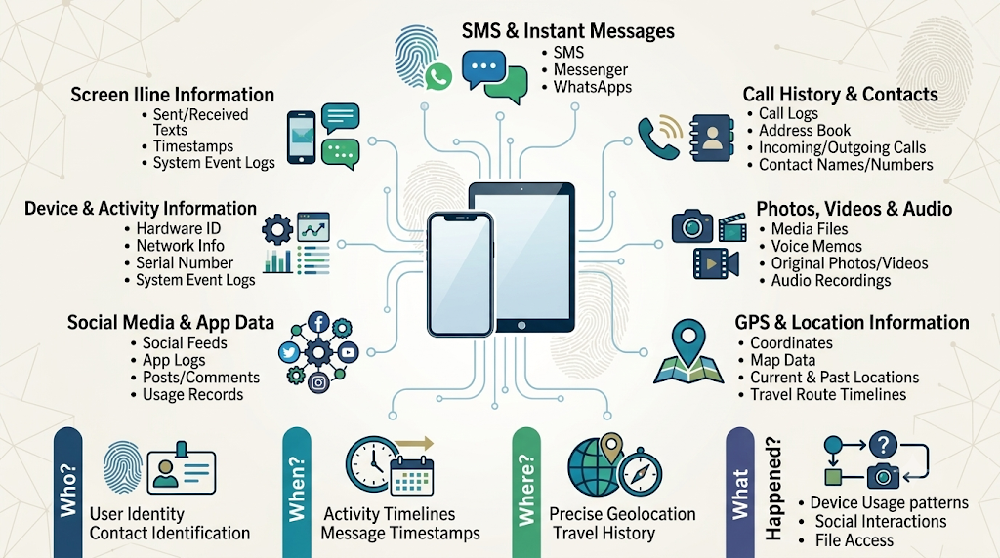 SMS & Instant Messages
• SMS
• Messenger
• WhatsApps
Screen Iline Information
• Sent/Received
Texts
• Timestamps
• System Event Logs
Call History & Contacts
• Call Logs
• Address Book
• Incoming/Outgoing Calls
• Contact Names/Numbers
Device & Activity Information
• Hardware ID
• Network Info
• Serial Number
• System Event Logs
Photos, Videos & Audio
• Media Files
• Voice Memos
• Original Photos/Videos
• Audio Recordings
Social Media & App Data
• Social Feeds
• App Logs
• Posts/Comments
• Usage Records
GPS & Location Information
• Coordinates
• Map Data
• Current & Past Locations
• Travel Route Timelines
Who?
User Identity
Contact Identification
When?
Activity Timelines
Message Timestamps
Where?
Precise Geolocation
Travel History
What
Happened?
• Device Usage patterns
• Social Interactions
• File Access